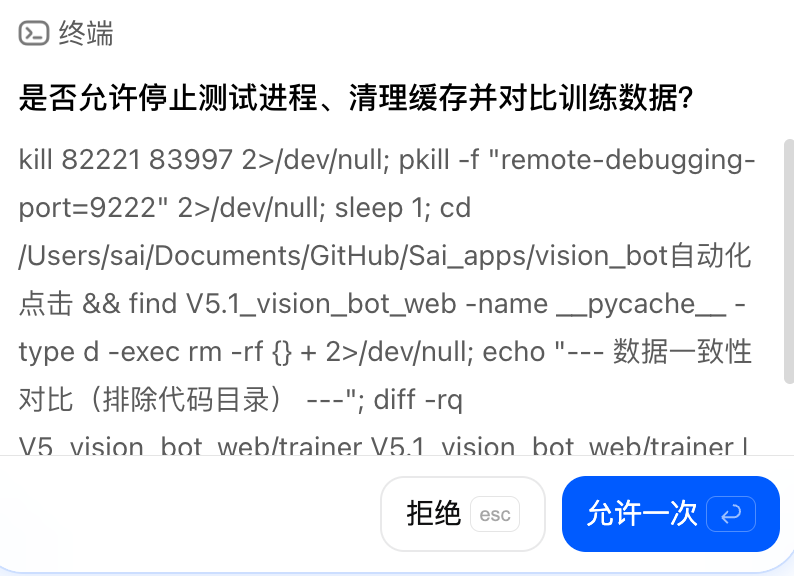 终端
是否允许停止测试进程、清理缓存并对比训练数据?
kill 82221 83997 2>/dev/null; pkill -f "remote-debugging-
port=9222" 2>/dev/null; sleep 1; cd
/Users/sai/Documents/GitHub/Sai_apps/vision_bot自动化
点击 && find V5.1_vision_bot_web -name __pycache__ -
type d -exec rm -rf {} + 2>/dev/null; echo "--- 数据一致性
对比（排除代码目录） ---"; diff -rq
V5_vision_bot_web/trainer V5.1_vision_bot_web/trainer |
拒绝 esc
允许一次